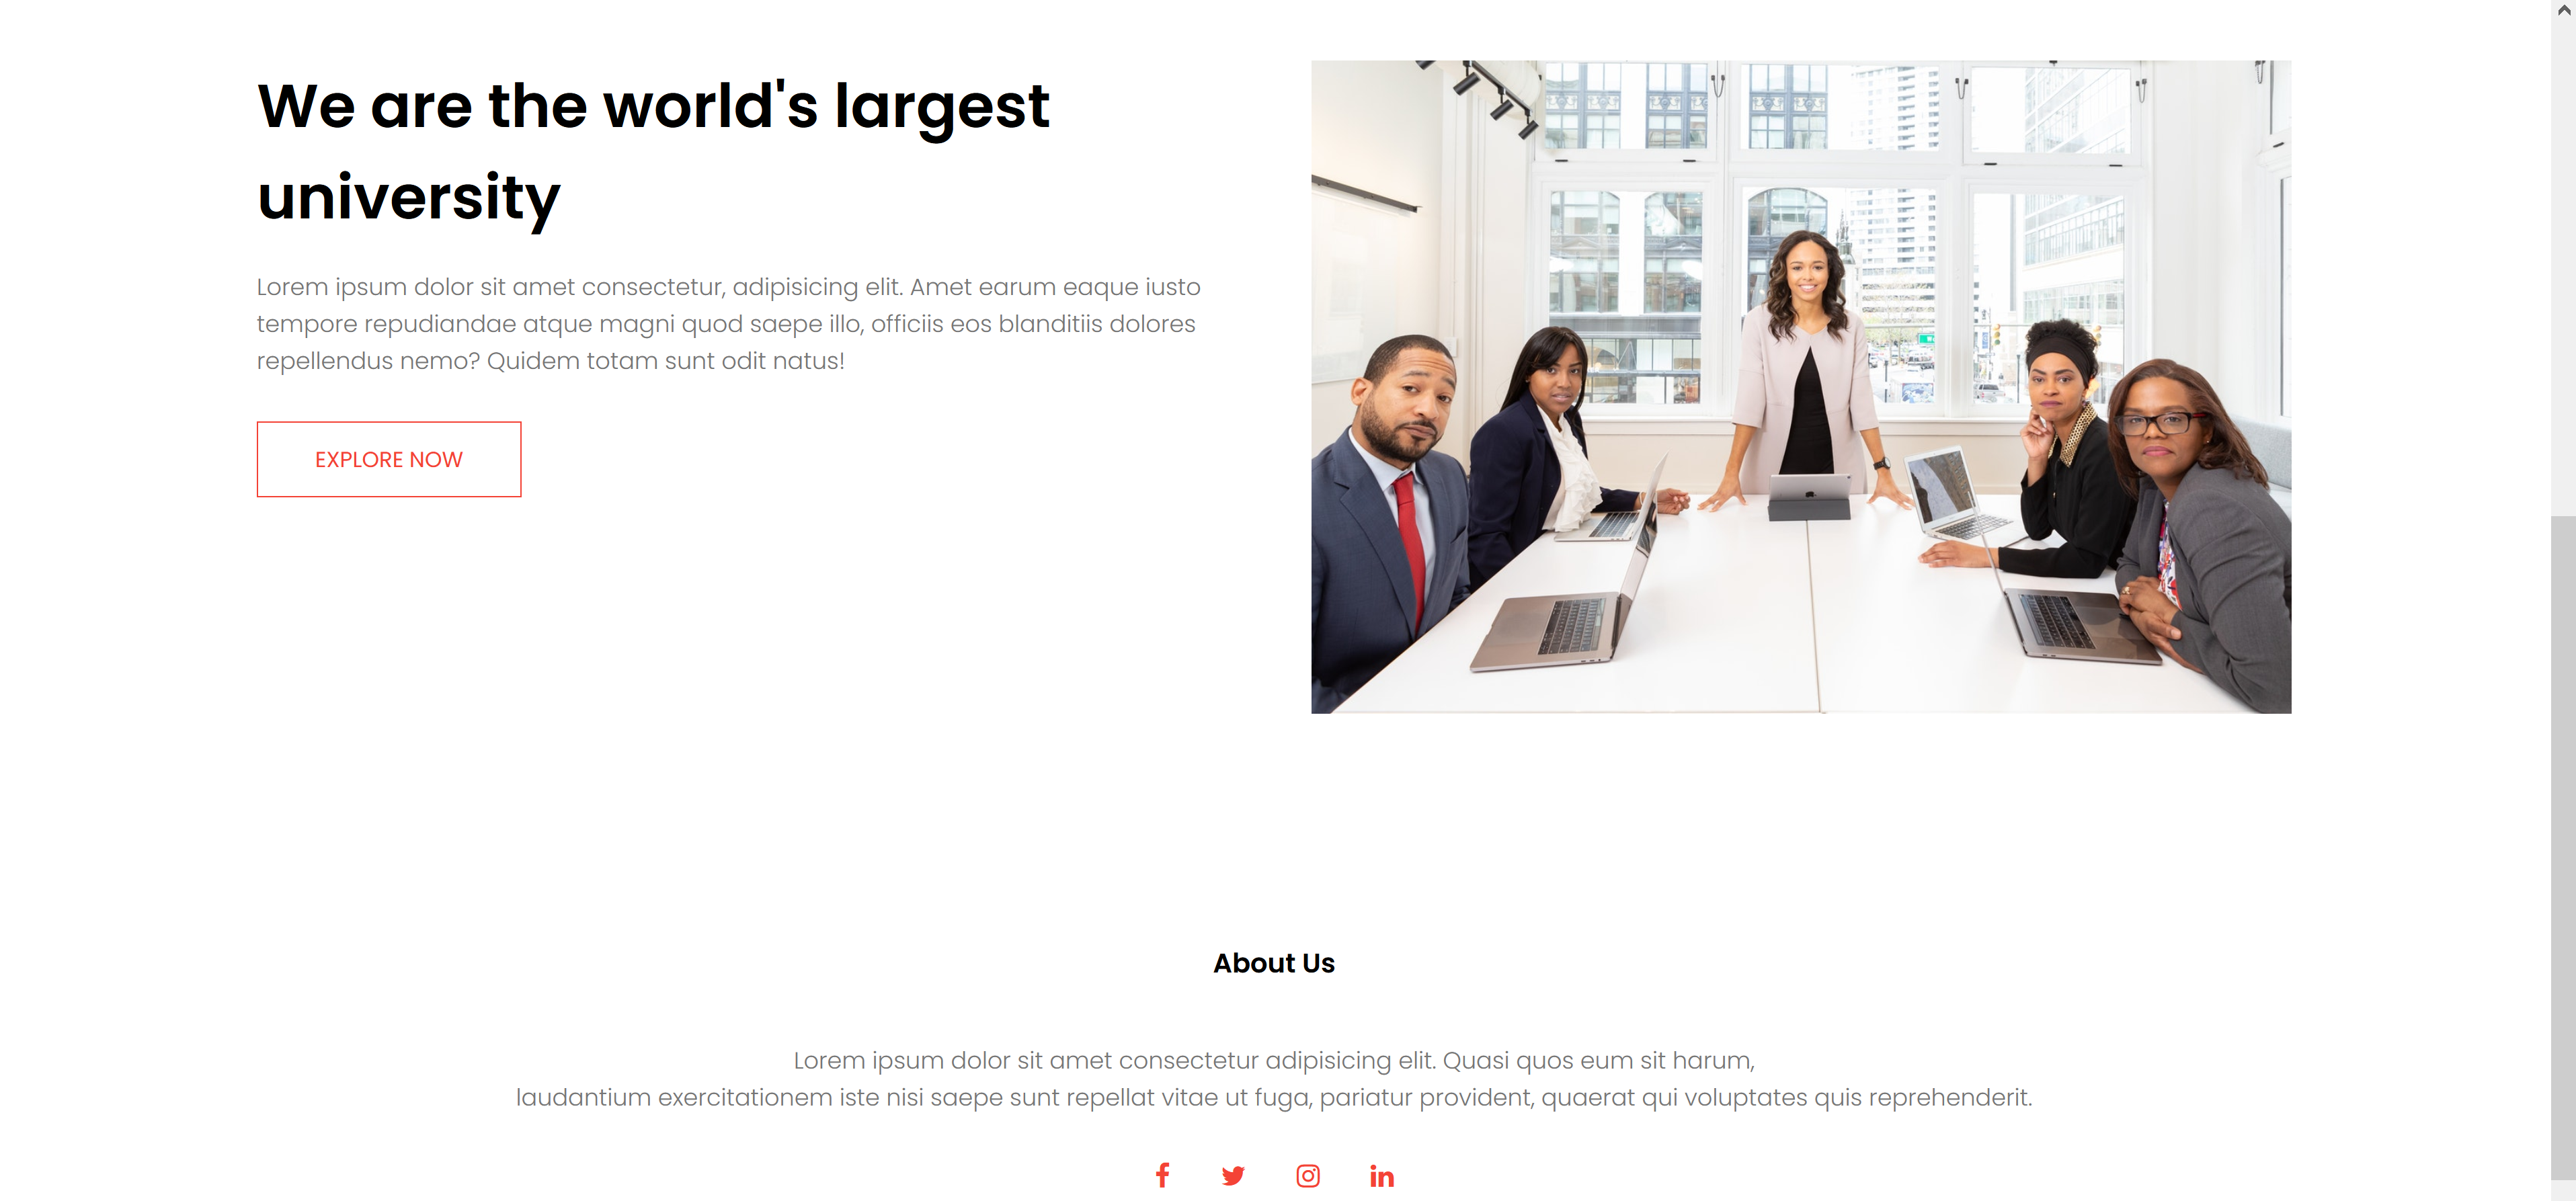 We are the world's largest
university
Lorem ipsum dolor sit amet consectetur, adipisicing elit. Amet earum eaque iusto
tempore repudiandae atque magni quod saepe illo, officiis eos blanditiis dolores
repellendus nemo? Quidem totam sunt odit natus!
EXPLORE NOW
About Us
Lorem ipsum dolor sit amet consectetur adipisicing elit. Quasi quos eum sit harum,
laudantium exercitationem iste nisi saepe sunt repellat vitae ut fuga, pariatur provident, quaerat qui voluptates quis reprehenderit.